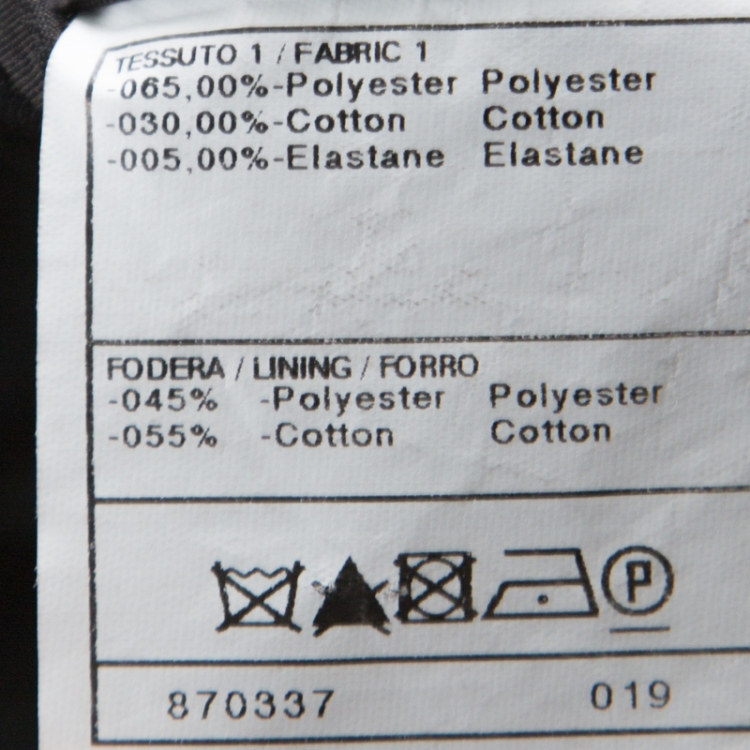 TESSUTO 1 / FABRIC 1
-065,00%-Polyester Polyester
-030,00%-Cotton Cotton
-005,00%-Elastane Elastane
FODERA / LINING / FORRO
-045% -Polyester Polyester
-055% -Cotton Cotton
P
870337 019